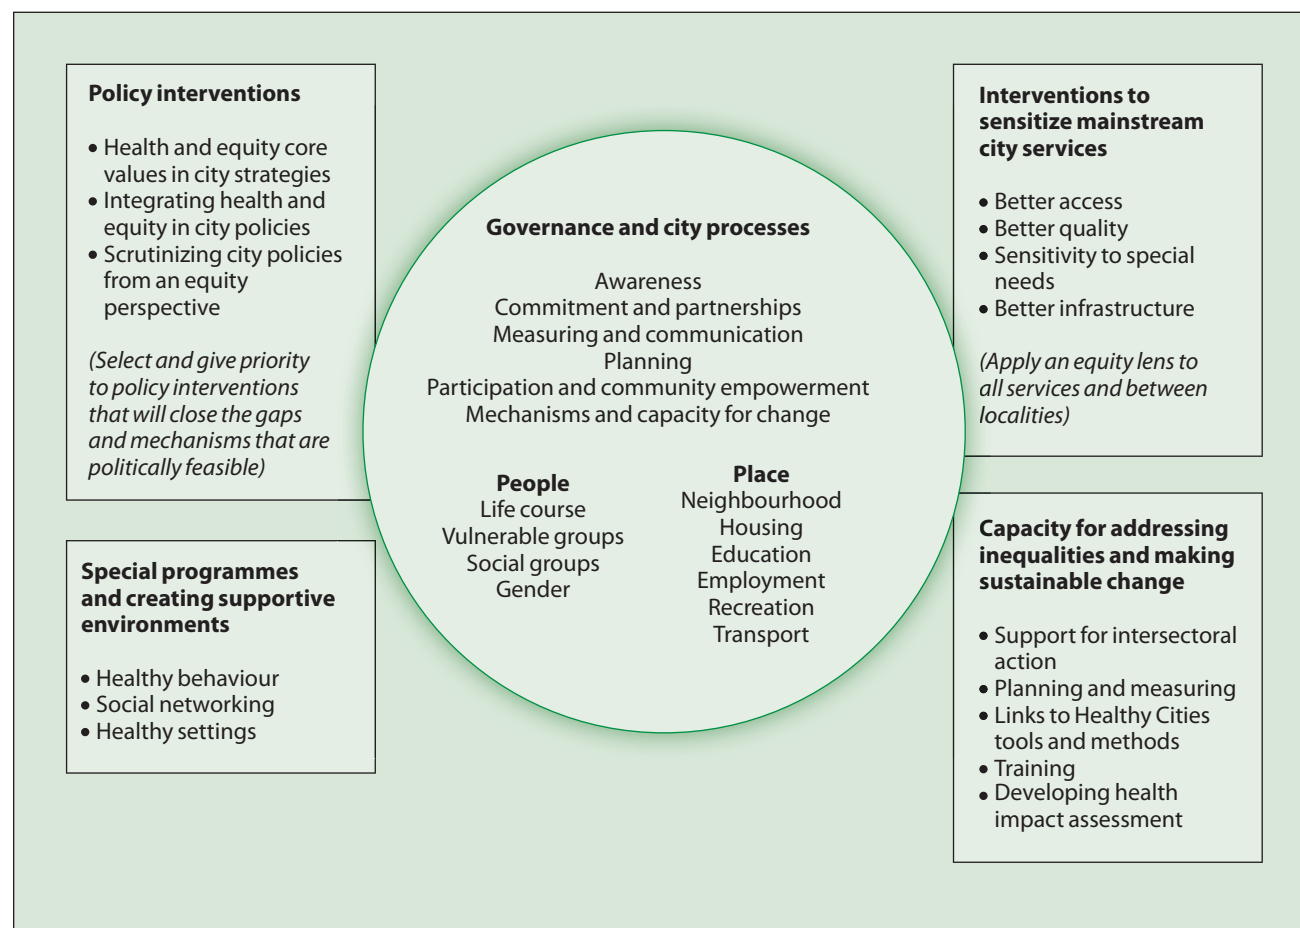 Policy interventions
• Health and equity core
values in city strategies
• Integrating health and
equity in city policies
• Scrutinizing city policies
from an equity
perspective
(Select and give priority
to policy interventions
that will close the gaps
and mechanisms that are
politically feasible)
Special programmes
and creating supportive
environments
• Healthy behaviour
• Social networking
• Healthy settings
Governance and city processes
Awareness
Commitment and partnerships
Measuring and communication
Planning
Participation and community empowerment
Mechanisms and capacity for change
People
Life course
Vulnerable groups
Social groups
Gender
Place
Neighbourhood
Housing
Education
Employment
Recreation
Transport
Interventions to
sensitize mainstream
city services
• Better access
• Better quality
• Sensitivity to special
needs
• Better infrastructure
(Apply an equity lens to
all services and between
localities)
Capacity for addressing
inequalities and making
sustainable change
• Support for intersectoral
action
• Planning and measuring
• Links to Healthy Cities
tools and methods
• Training
• Developing health
impact assessment